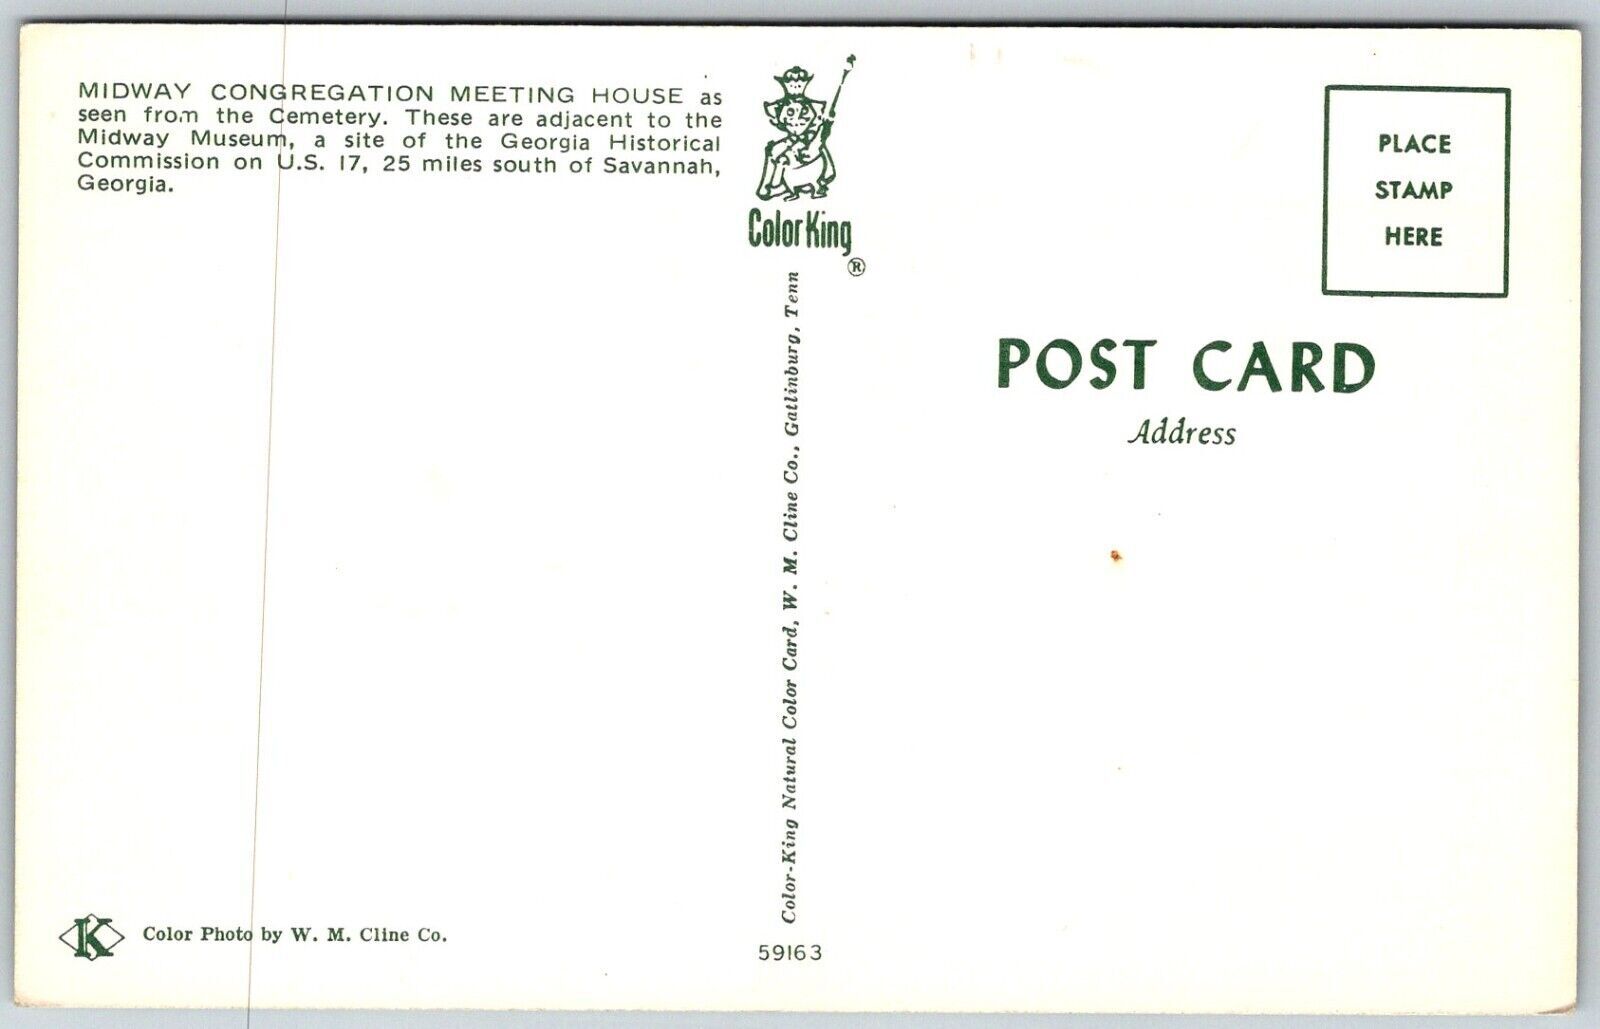 MIDWAY CONGREGATION MEETING HOUSE as
seen from the Cemetery. These are adjacent to the
Midway Museum, a site of the Georgia Historical
Commission on U.S. 17, 25 miles south of Savannah,
Georgia.
Color King
®
PLACE
STAMP
HERE
POST CARD
Address
Color-King Natural Color Card, W. M. Cline Co., Gatlinburg, Tenn
K
Color Photo by W. M. Cline Co.
59163